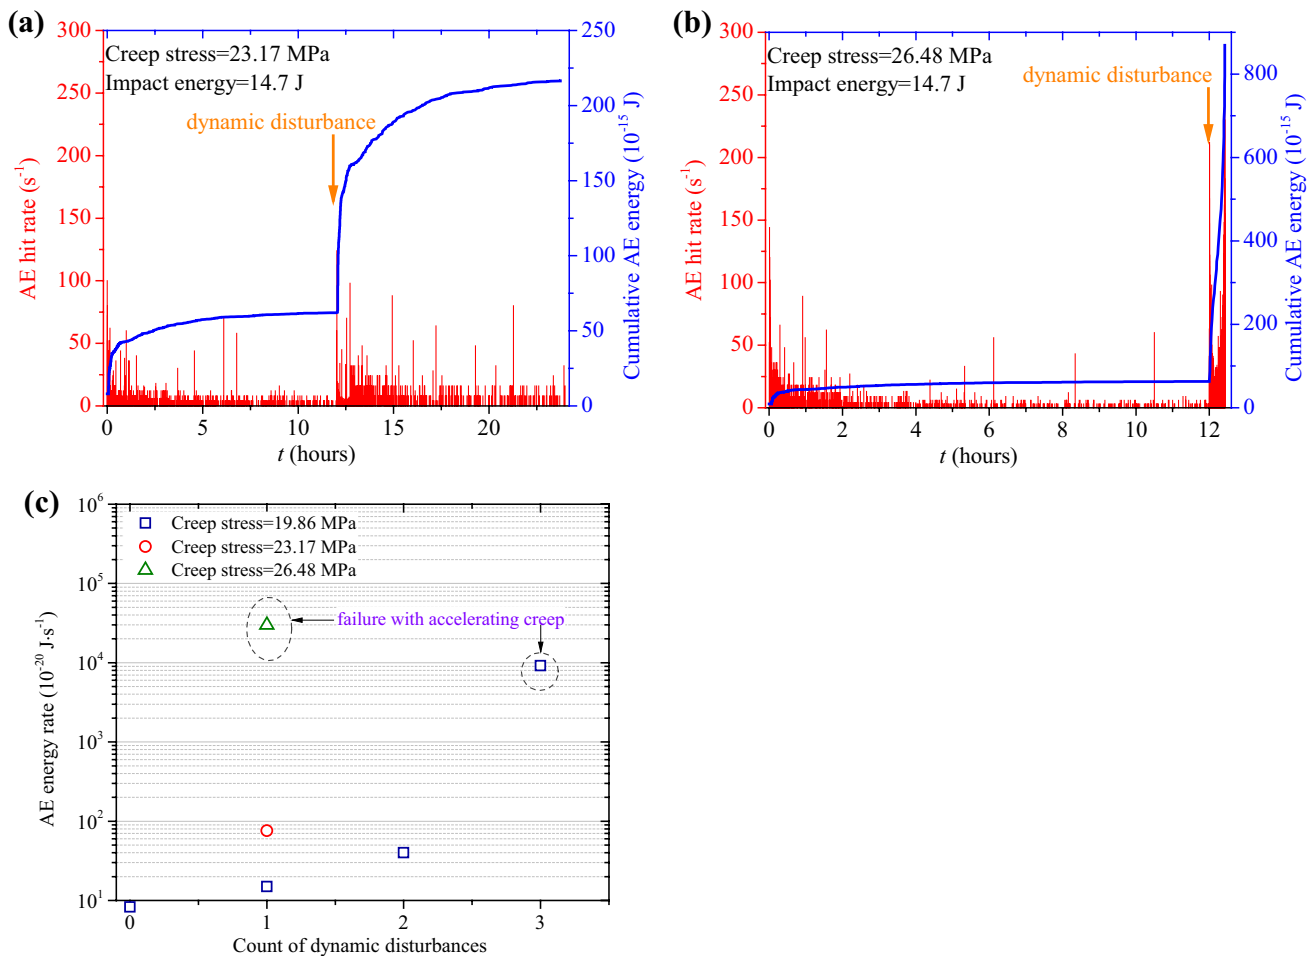 (a)
Creep stress=23.17 MPa
Impact energy=14.7 J
dynamic disturbance
AE hit rate (s⁻¹)
300
250
200
150
100
50
0
0 5 10 15 20
t (hours)
250
200
150
100
50
0
Cumulative AE energy (10⁻¹⁵ J)
(b)
Creep stress=26.48 MPa
Impact energy=14.7 J
dynamic disturbance
AE hit rate (s⁻¹)
300
250
200
150
100
50
0
0 2 4 6 8 10 12
t (hours)
800
600
400
200
0
Cumulative AE energy (10⁻¹⁵ J)
(c)
Creep stress=19.86 MPa
Creep stress=23.17 MPa
Creep stress=26.48 MPa
failure with accelerating creep
AE energy rate (10⁻²⁰ J·s⁻¹)
10⁶
10⁵
10⁴
10³
10²
10¹
0 1 2 3
Count of dynamic disturbances